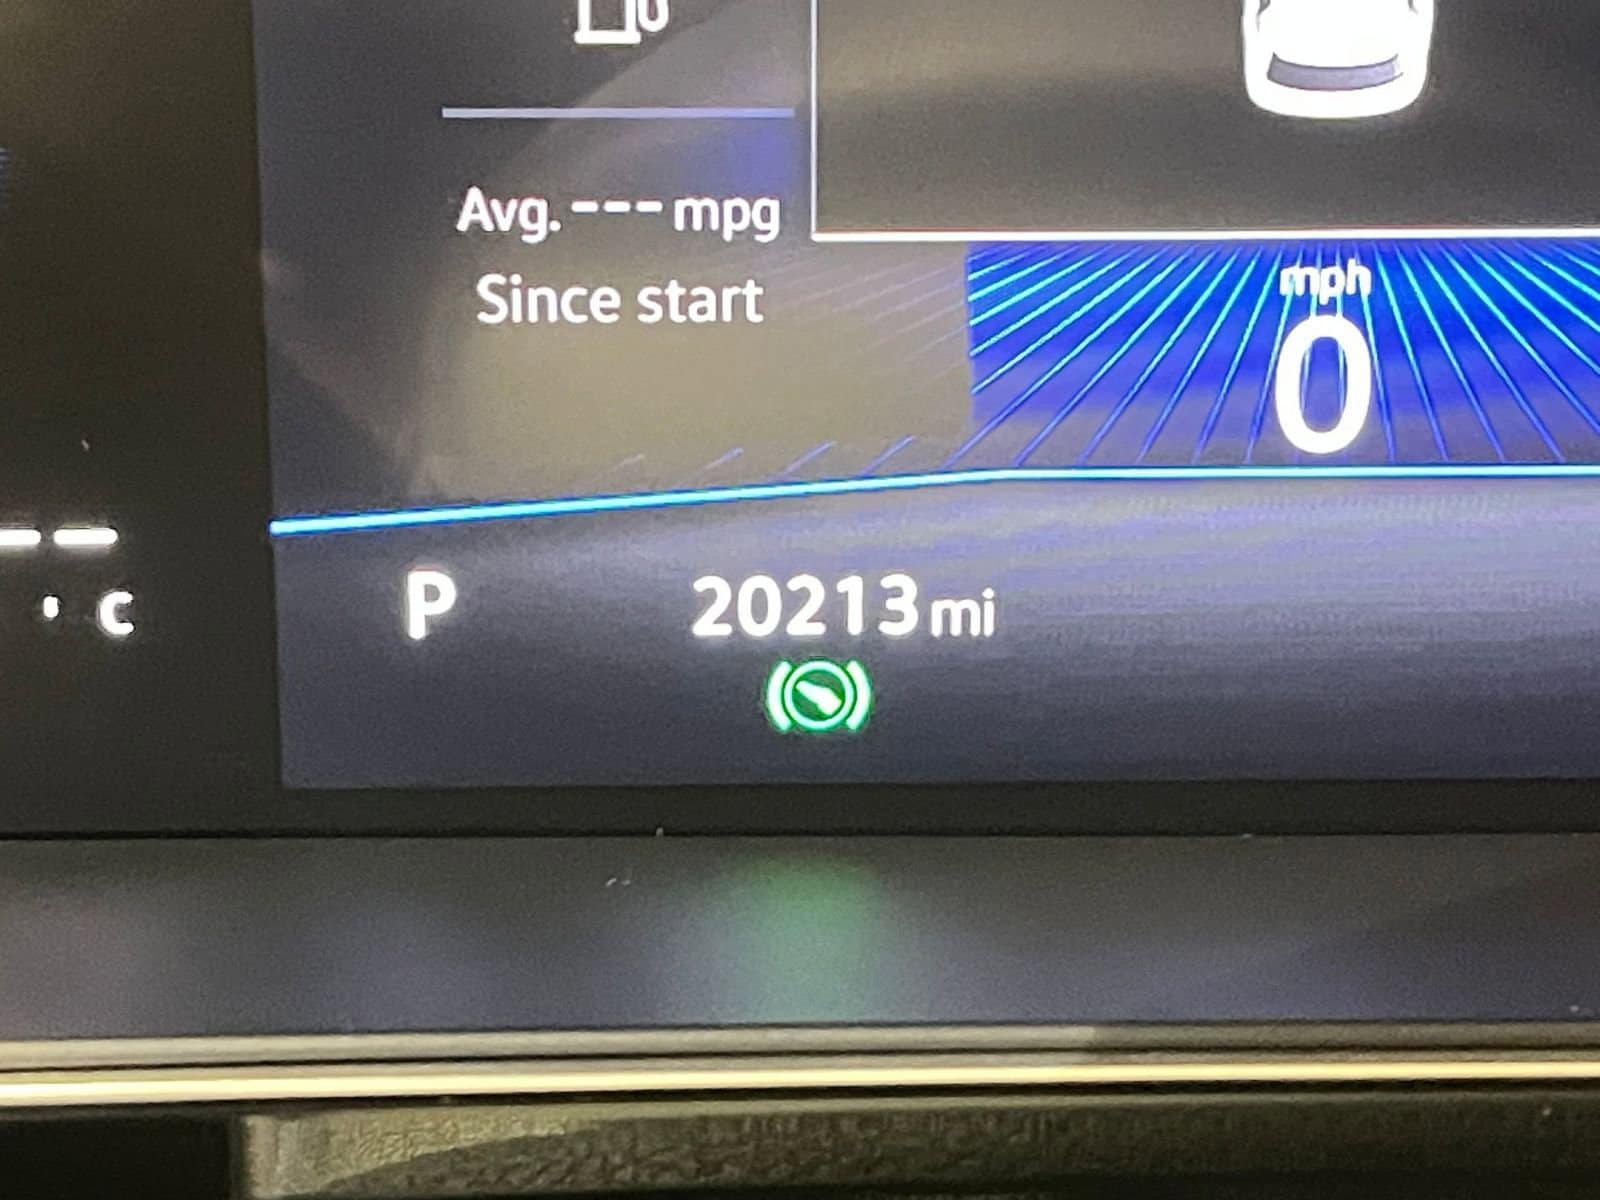 Avg. --- mpg
Since start
mph
0
-- ° C
P
20213 mi